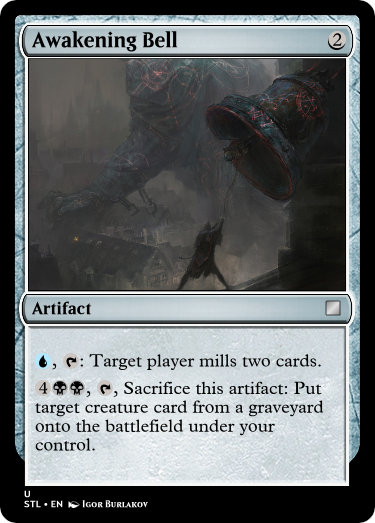 Awakening Bell 2
Artifact
, : Target player mills two cards.
4, , Sacrifice this artifact: Put
target creature card from a graveyard
onto the battlefield under your
control.
U
STL • EN Igor Burlakov